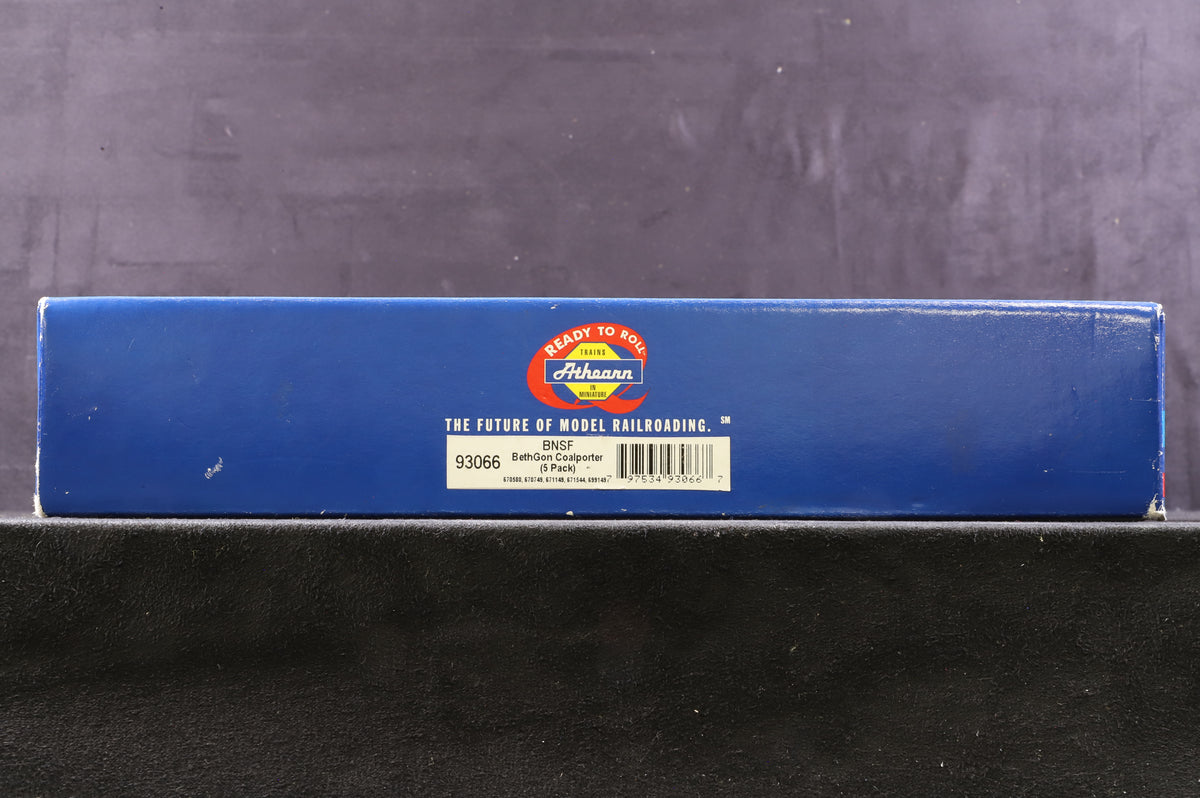 READY TO ROLL
TRAINS
Athearn
IN
MINIATURE
THE FUTURE OF MODEL RAILROADING. SM
93066
BNSF
BethGon Coalporter
(5 Pack)
670580, 670749, 671149, 671544, 699149
7 97534 93066 7